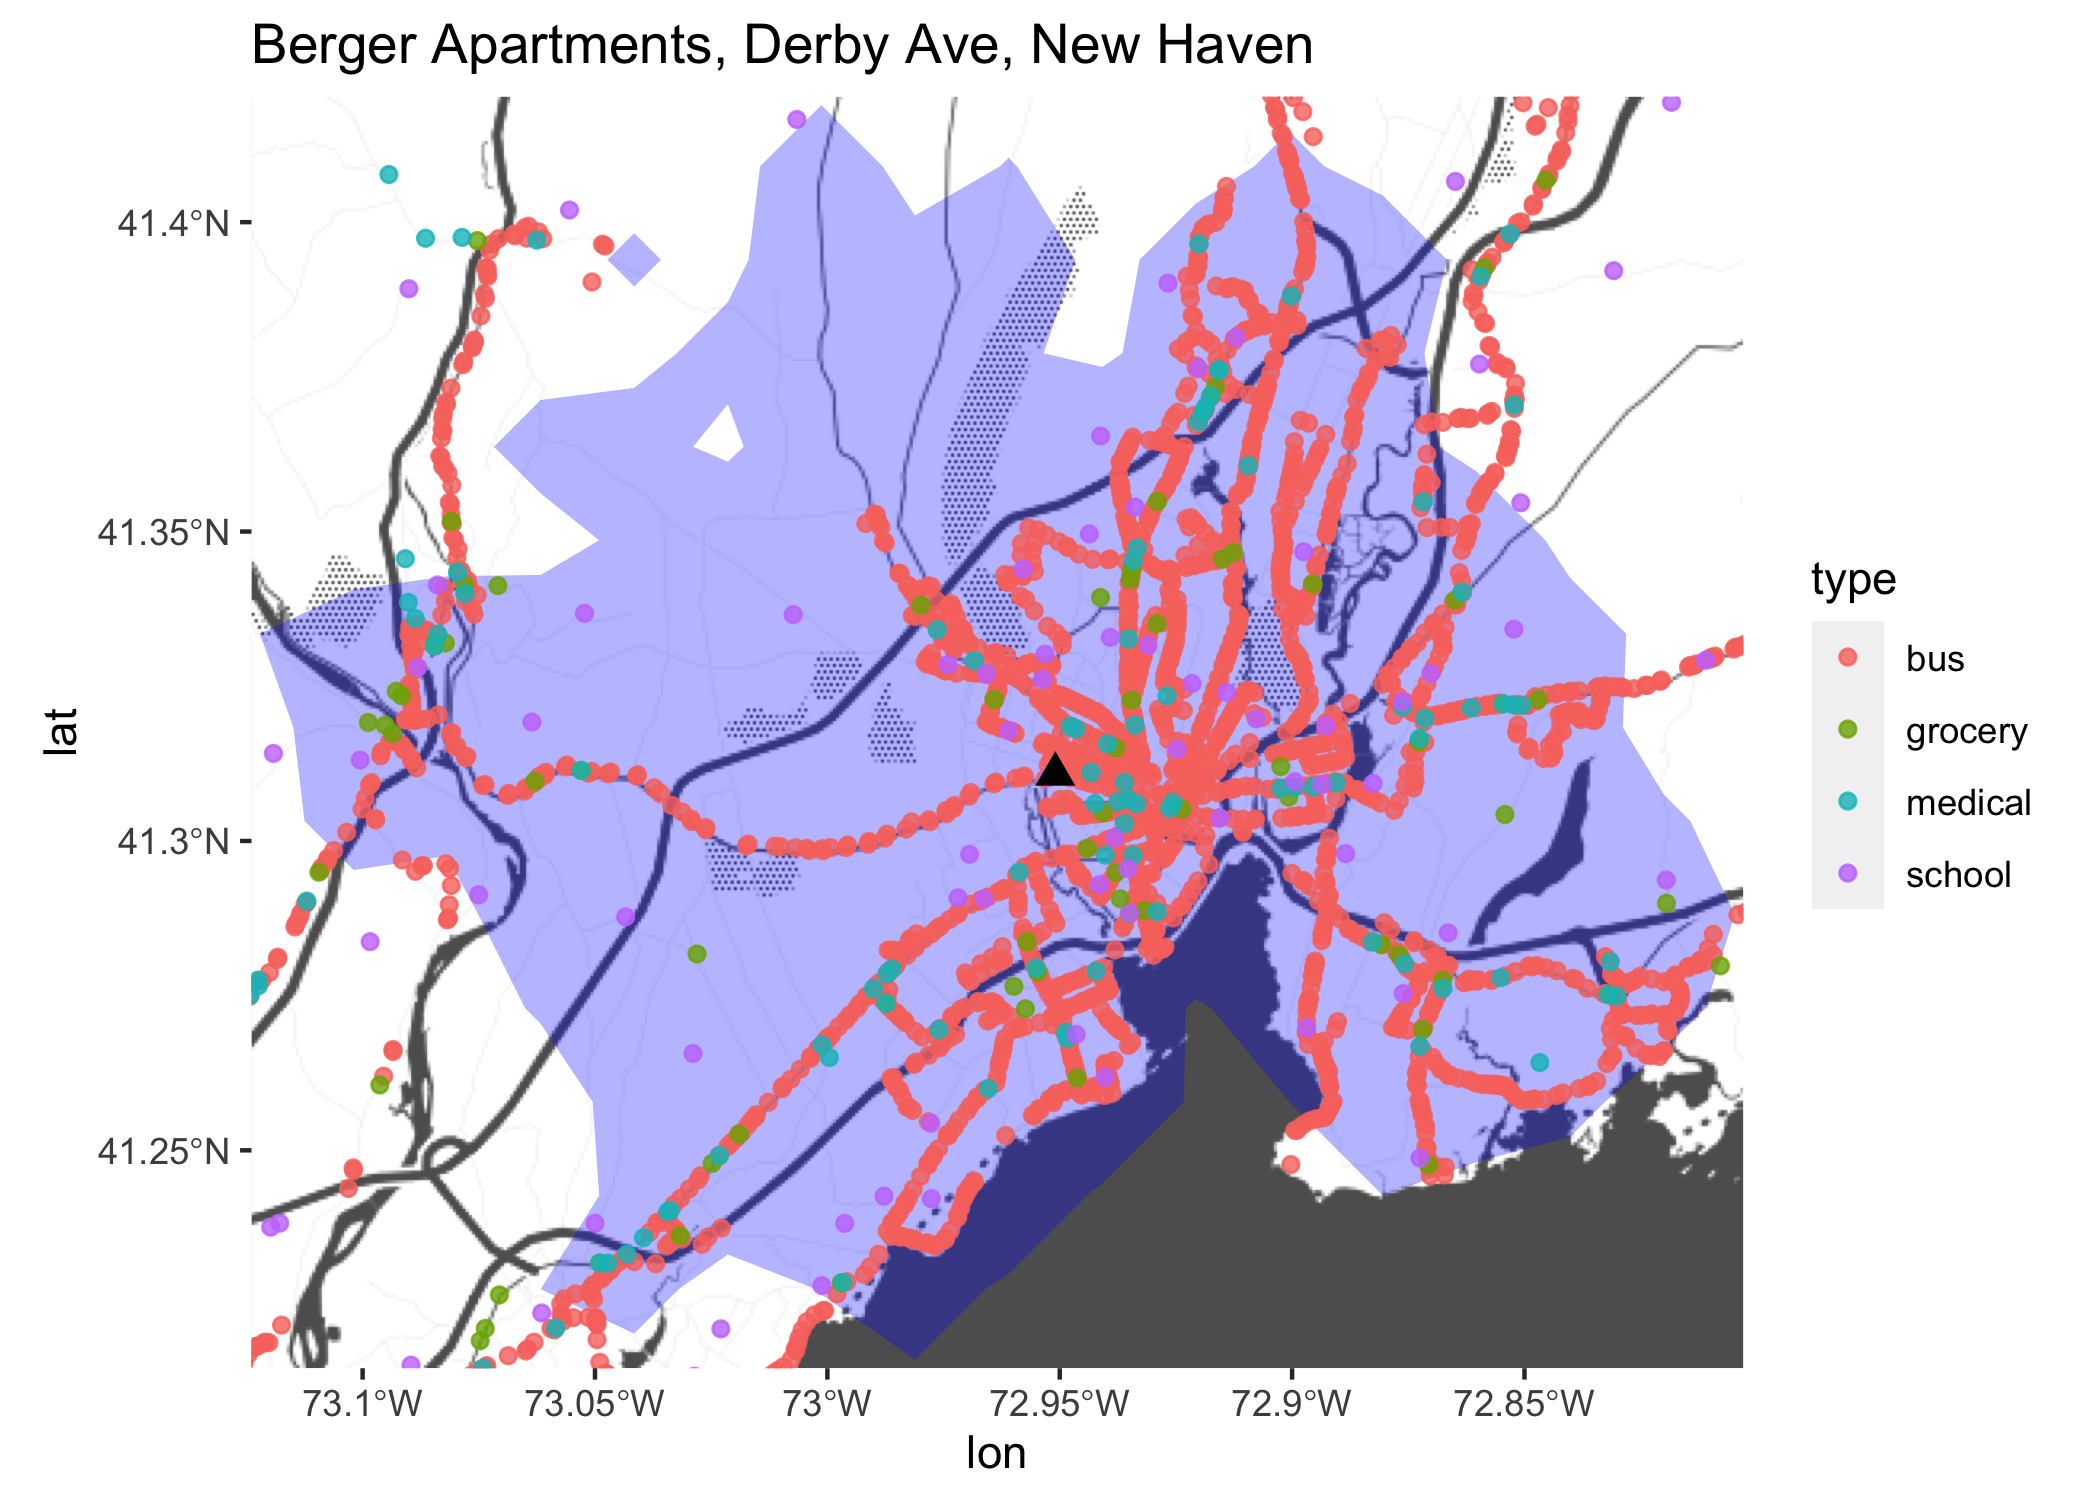 Berger Apartments, Derby Ave, New Haven
41.4°N
41.35°N
41.3°N
41.25°N
lat
73.1°W
73.05°W
73°W
72.95°W
72.9°W
72.85°W
lon
type
bus
grocery
medical
school